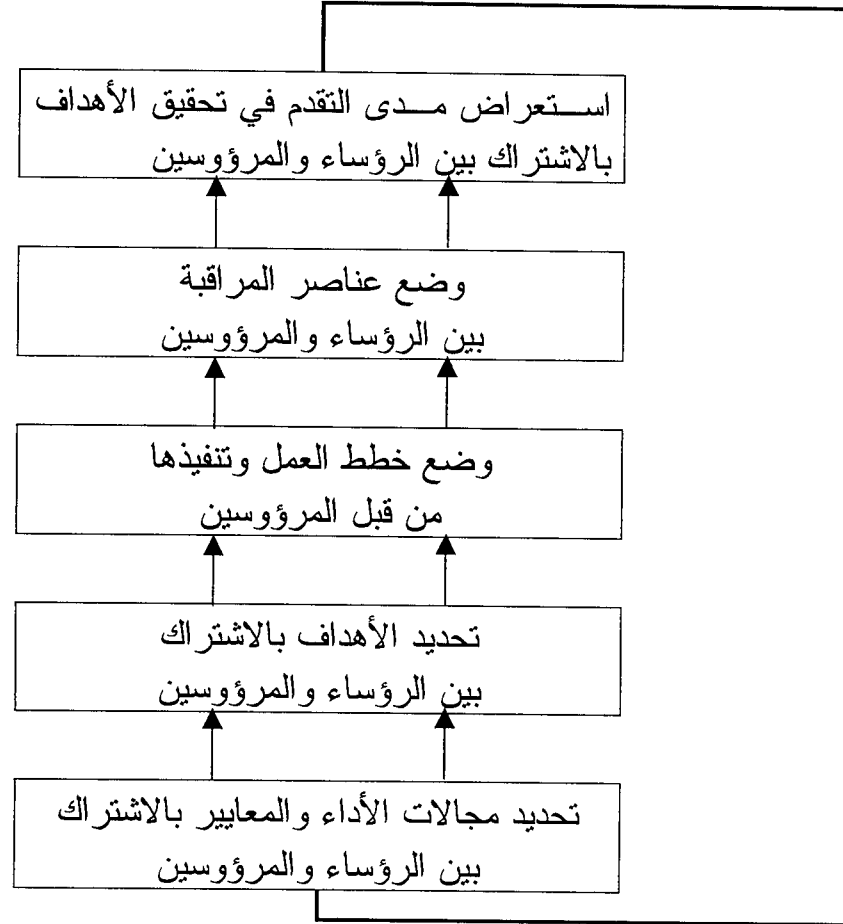 استعراض مدى التقدم في تحقيق الأهداف
بالاشتراك بين الرؤساء والمرؤوسين
وضع عناصر المراقبة
بين الرؤساء والمرؤوسين
وضع خطط العمل وتنفيذها
من قبل المرؤوسين
تحديد الأهداف بالاشتراك
بين الرؤساء والمرؤوسين
تحديد مجالات الأداء والمعايير بالاشتراك
بين الرؤساء والمرؤوسين